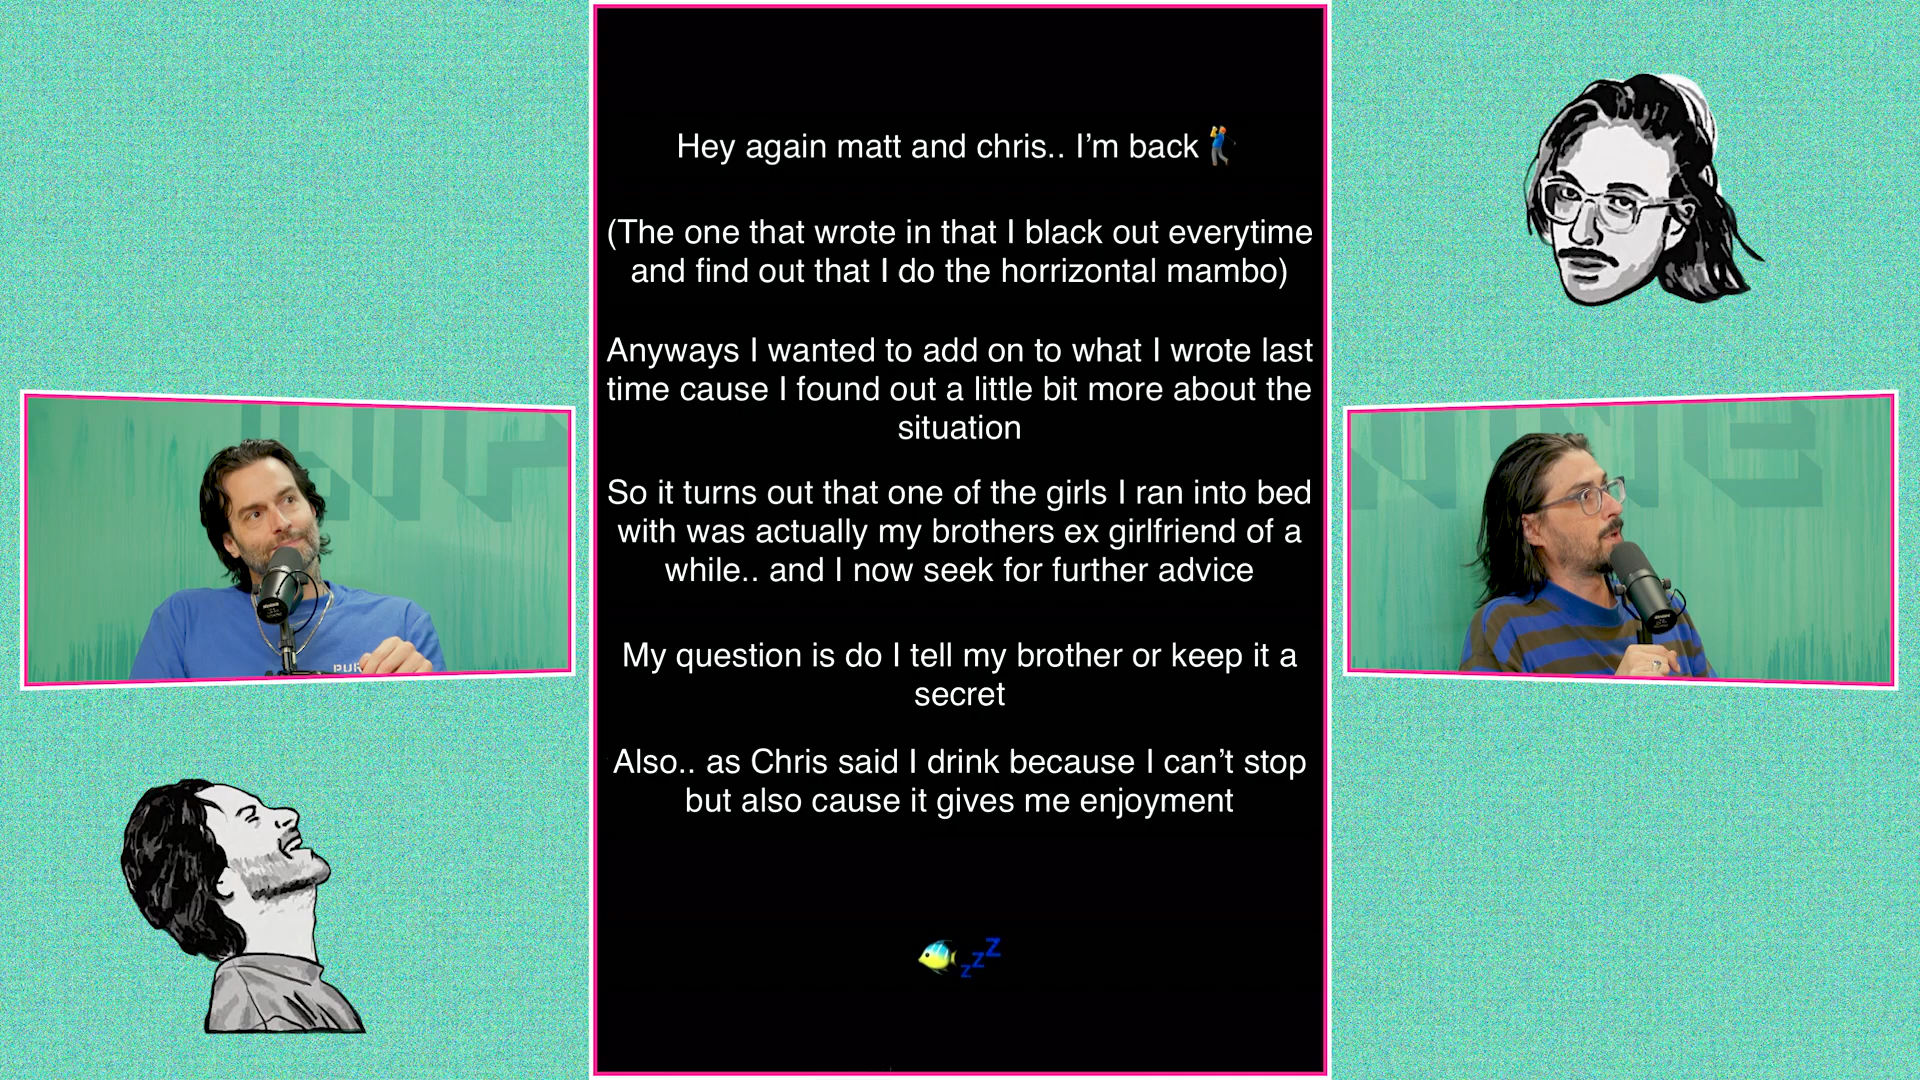 Hey again matt and chris.. I’m back🏌️
(The one that wrote in that I black out everytime
and find out that I do the horrizontal mambo)
Anyways I wanted to add on to what I wrote last
time cause I found out a little bit more about the
situation
So it turns out that one of the girls I ran into bed
with was actually my brothers ex girlfriend of a
while.. and I now seek for further advice
My question is do I tell my brother or keep it a
secret
Also.. as Chris said I drink because I can’t stop
but also cause it gives me enjoyment
🐠💤
PUR